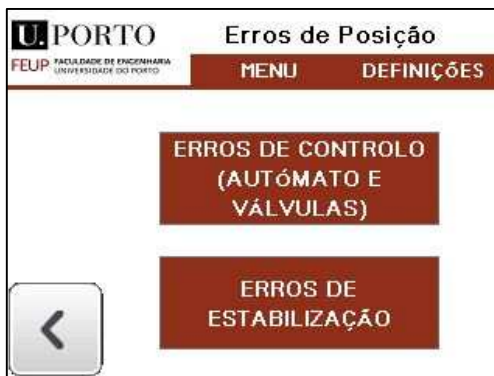 U. PORTO
FEUP FACULDADE DE ENGENHARIA
UNIVERSIDADE DO PORTO
Erros de Posição
MENU DEFINIÇÕES
ERROS DE CONTROLO
(AUTÓMATO E
VÁLVULAS)
ERROS DE
ESTABILIZAÇÃO